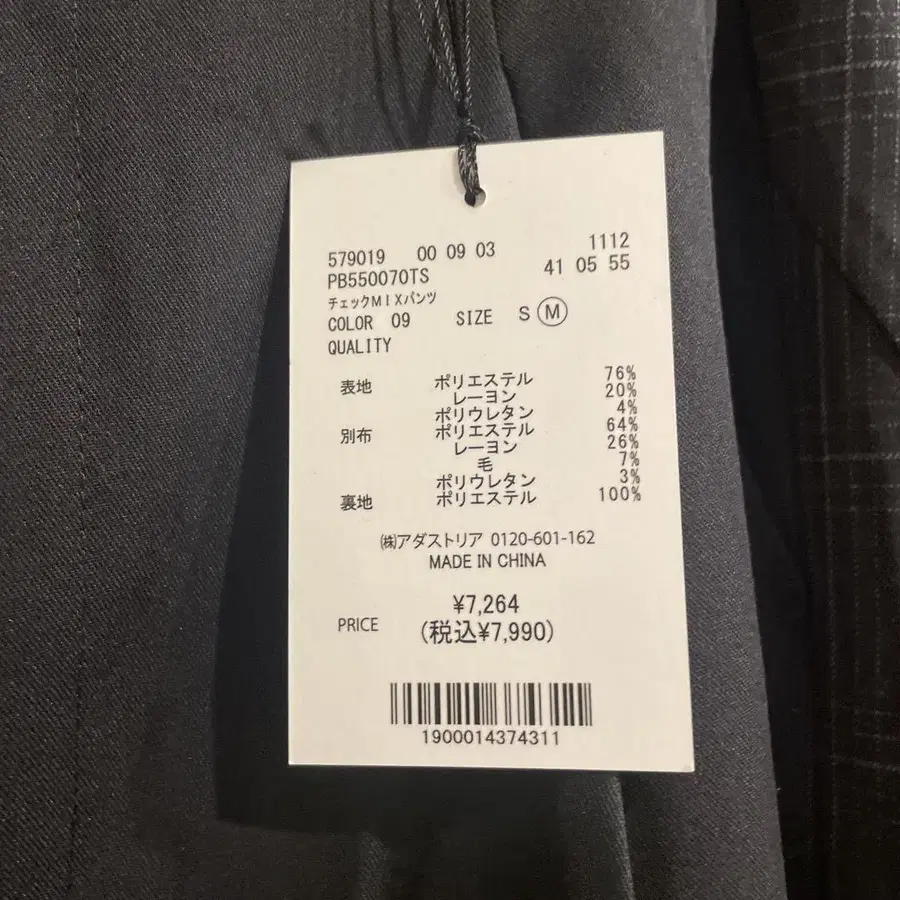 579019 00 09 03 1112
PB550070TS 41 05 55
チェックMIXパンツ
COLOR 09 SIZE S M
QUALITY
表地 ポリエステル 76%
レーヨン 20%
ポリウレタン 4%
別布 ポリエステル 64%
レーヨン 26%
毛 7%
ポリウレタン 3%
裏地 ポリエステル 100%
㈱アダストリア 0120-601-162
MADE IN CHINA
¥7,264
PRICE (税込¥7,990)
1900014374311